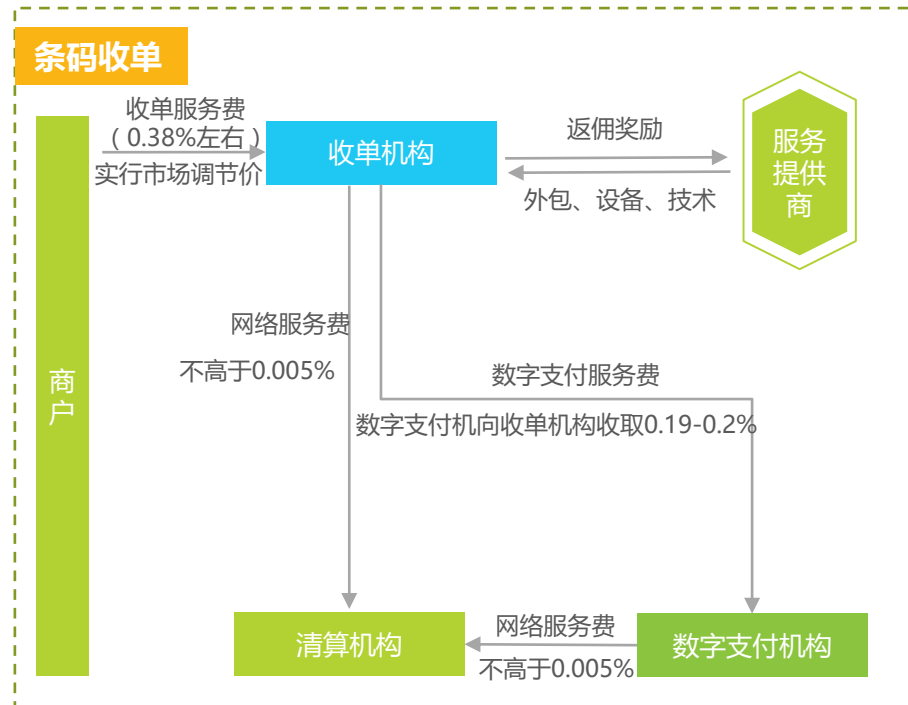 条码收单
收单服务费
（0.38%左右）
实行市场调节价
收单机构
返佣奖励
外包、设备、技术
服务
提供
商
商
户
网络服务费
不高于0.005%
数字支付服务费
数字支付机向收单机构收取0.19-0.2%
清算机构
网络服务费
不高于0.005%
数字支付机构